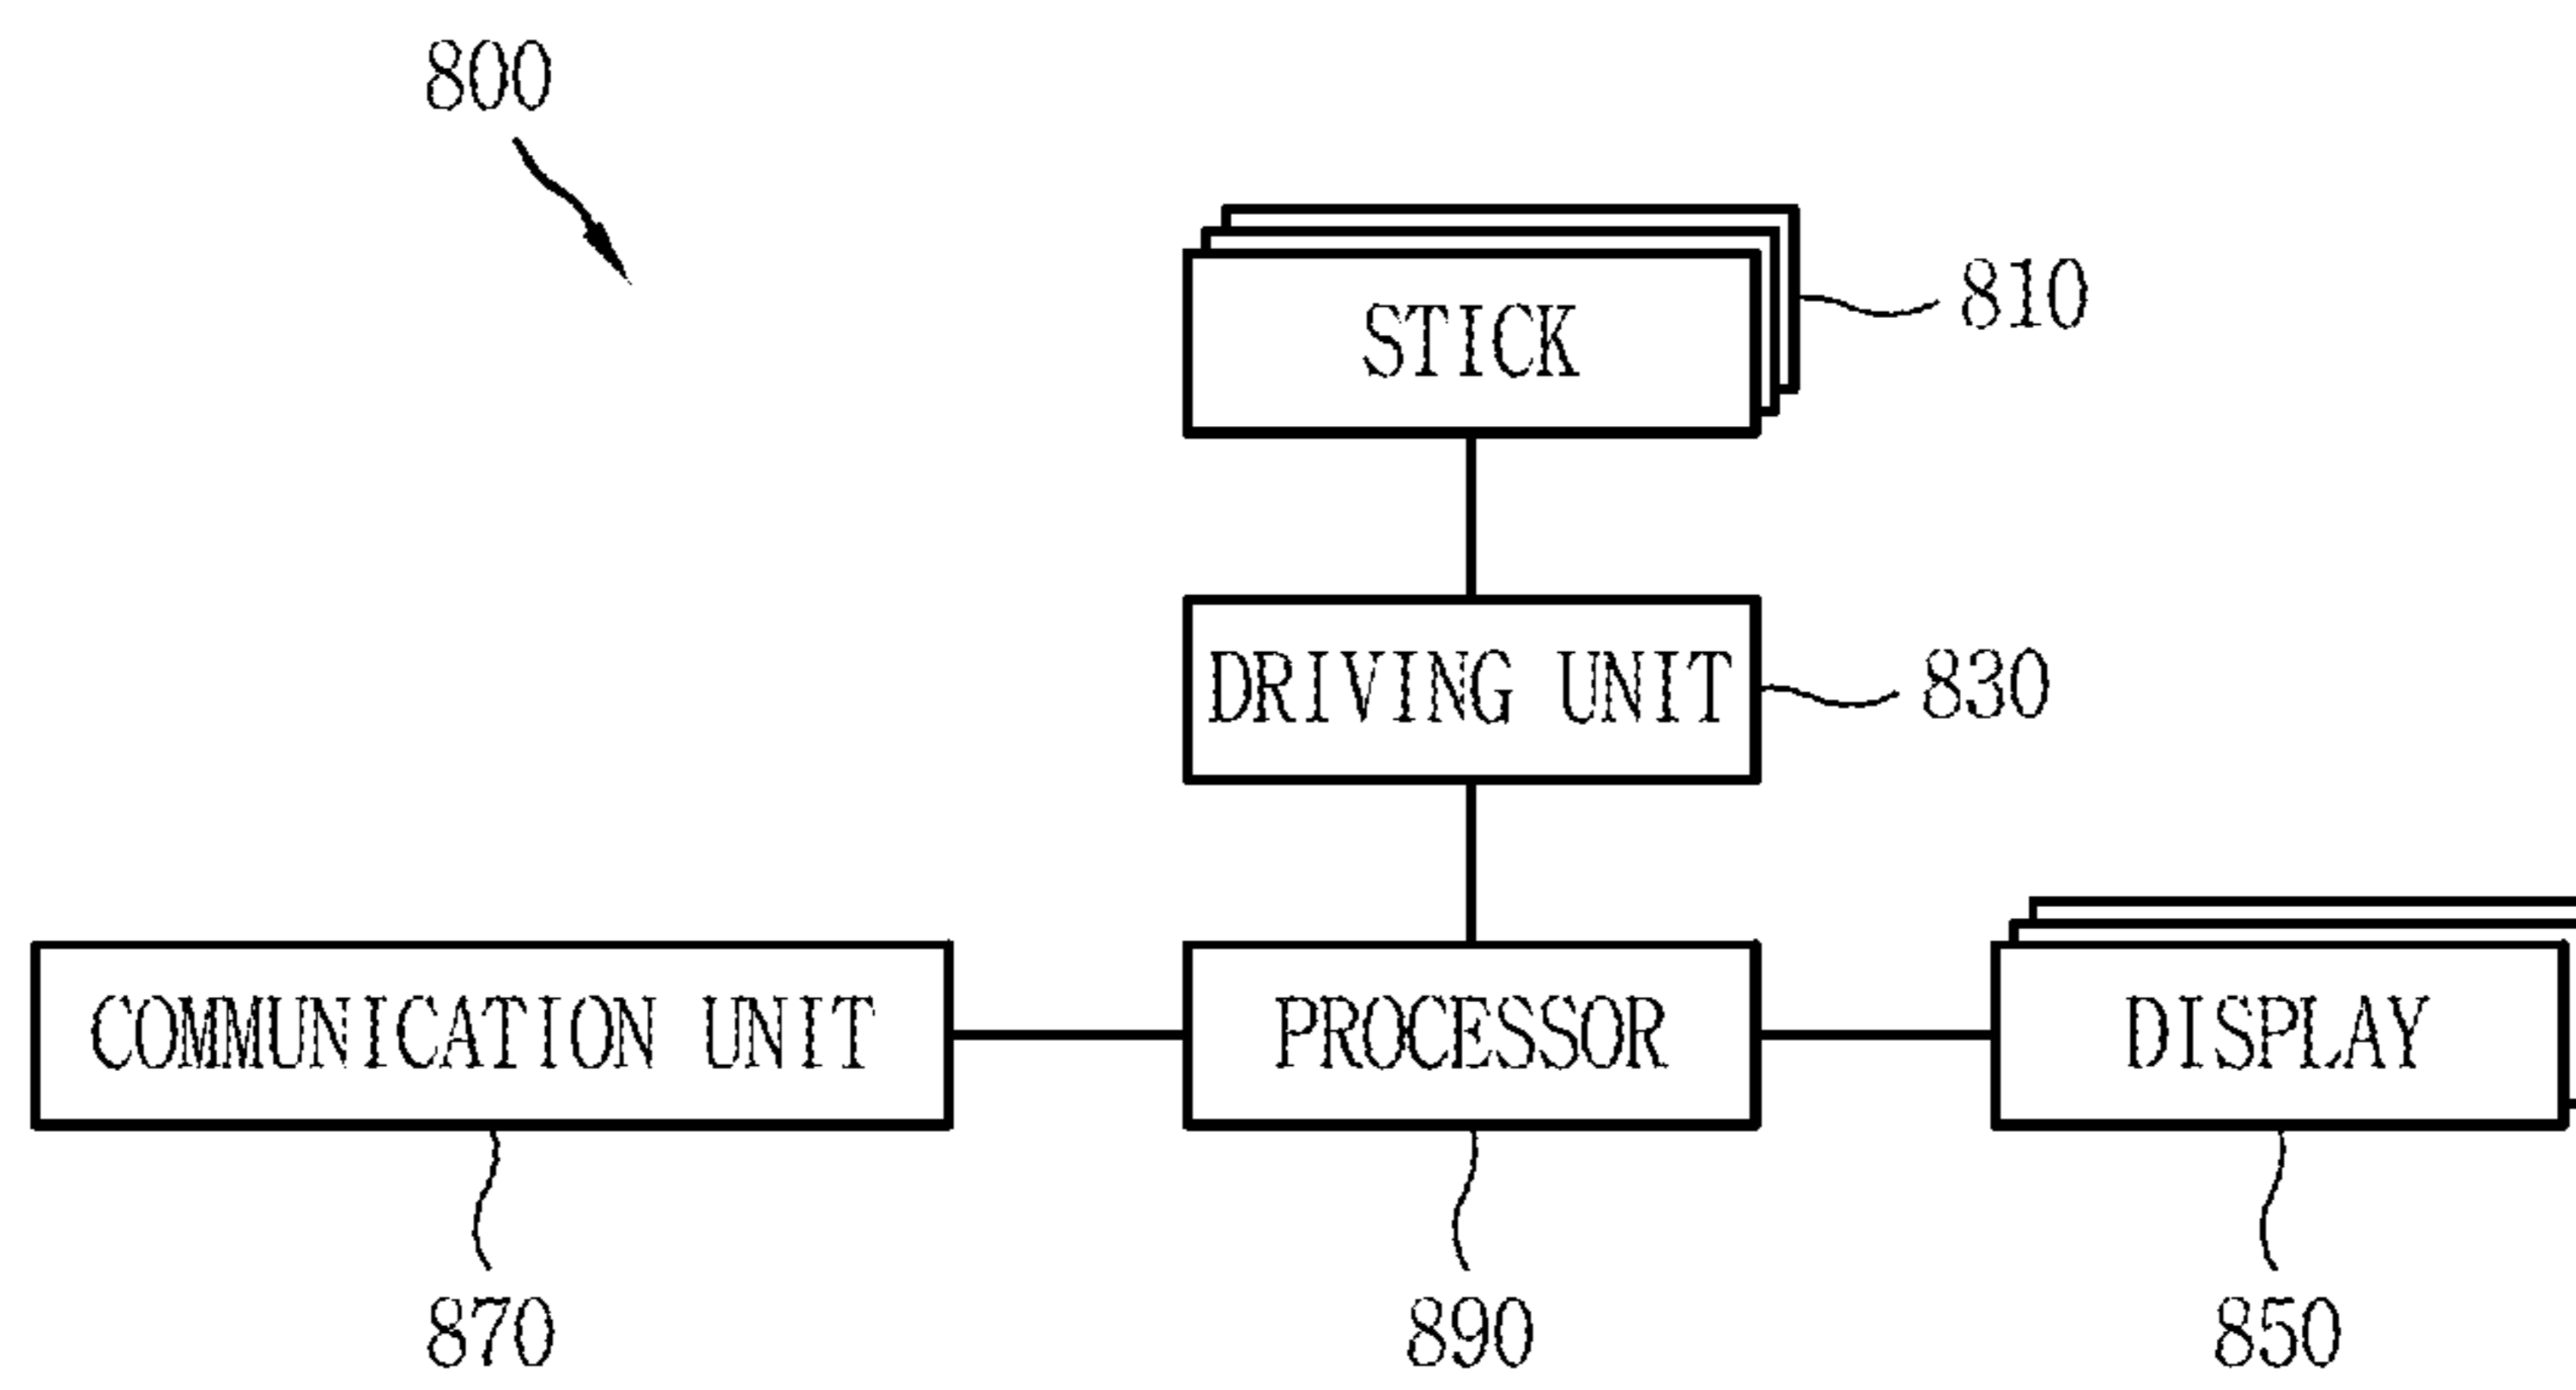 800
STICK
810
DRIVING UNIT
830
COMMUNICATION UNIT
PROCESSOR
DISPLAY
870
890
850